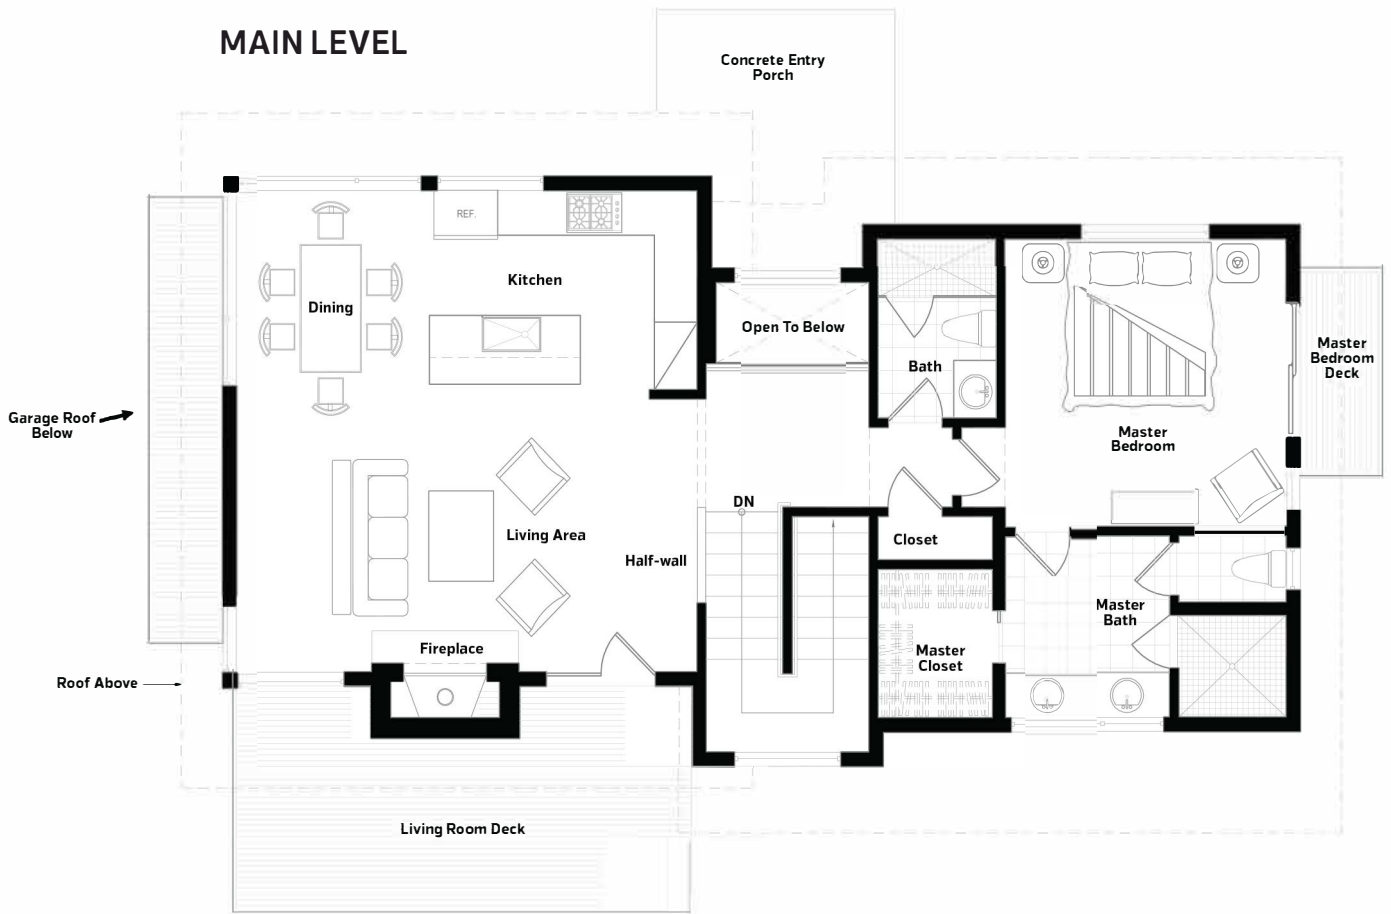 MAIN LEVEL
Concrete Entry
Porch
REF.
Kitchen
Dining
Open To Below
Bath
Master
Bedroom
Deck
Garage Roof
Below
Master
Bedroom
DN
Living Area
Closet
Half-wall
Master
Bath
Fireplace
Master
Closet
Roof Above
Living Room Deck